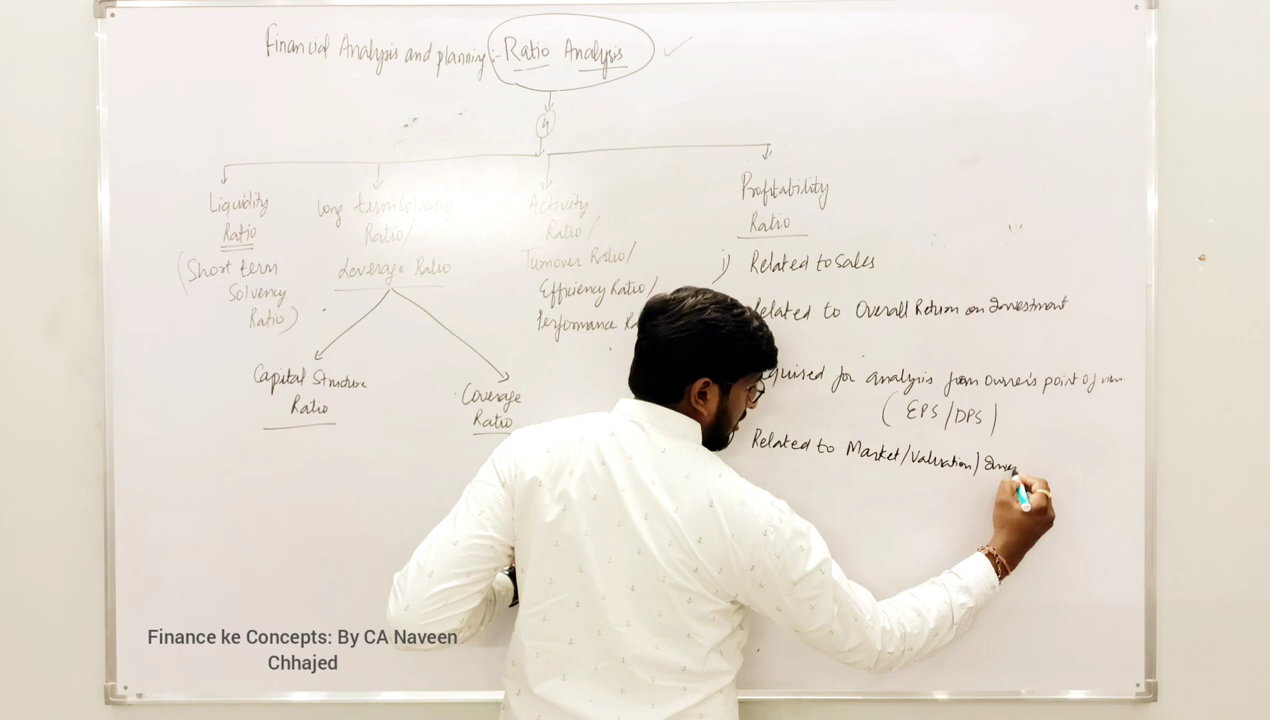 Financial Analysis and planning:- Ratio Analysis
4
Liquidity
Ratio
(Short term
Solvency
Ratio)
Long term Solvency
Ratio/
Leverage Ratio
Capital Structure
Ratio
Coverage
Ratio
Activity
Ratio/
Turnover Ratio/
Efficiency Ratio/
Performance
Profitability
Ratio
i) Related to Sales
Related to Overall Return on Investment
for analysis from owner's point of view
(EPS/DPS)
Related to Market/Valuation/
Finance ke Concepts: By CA Naveen
Chhajed